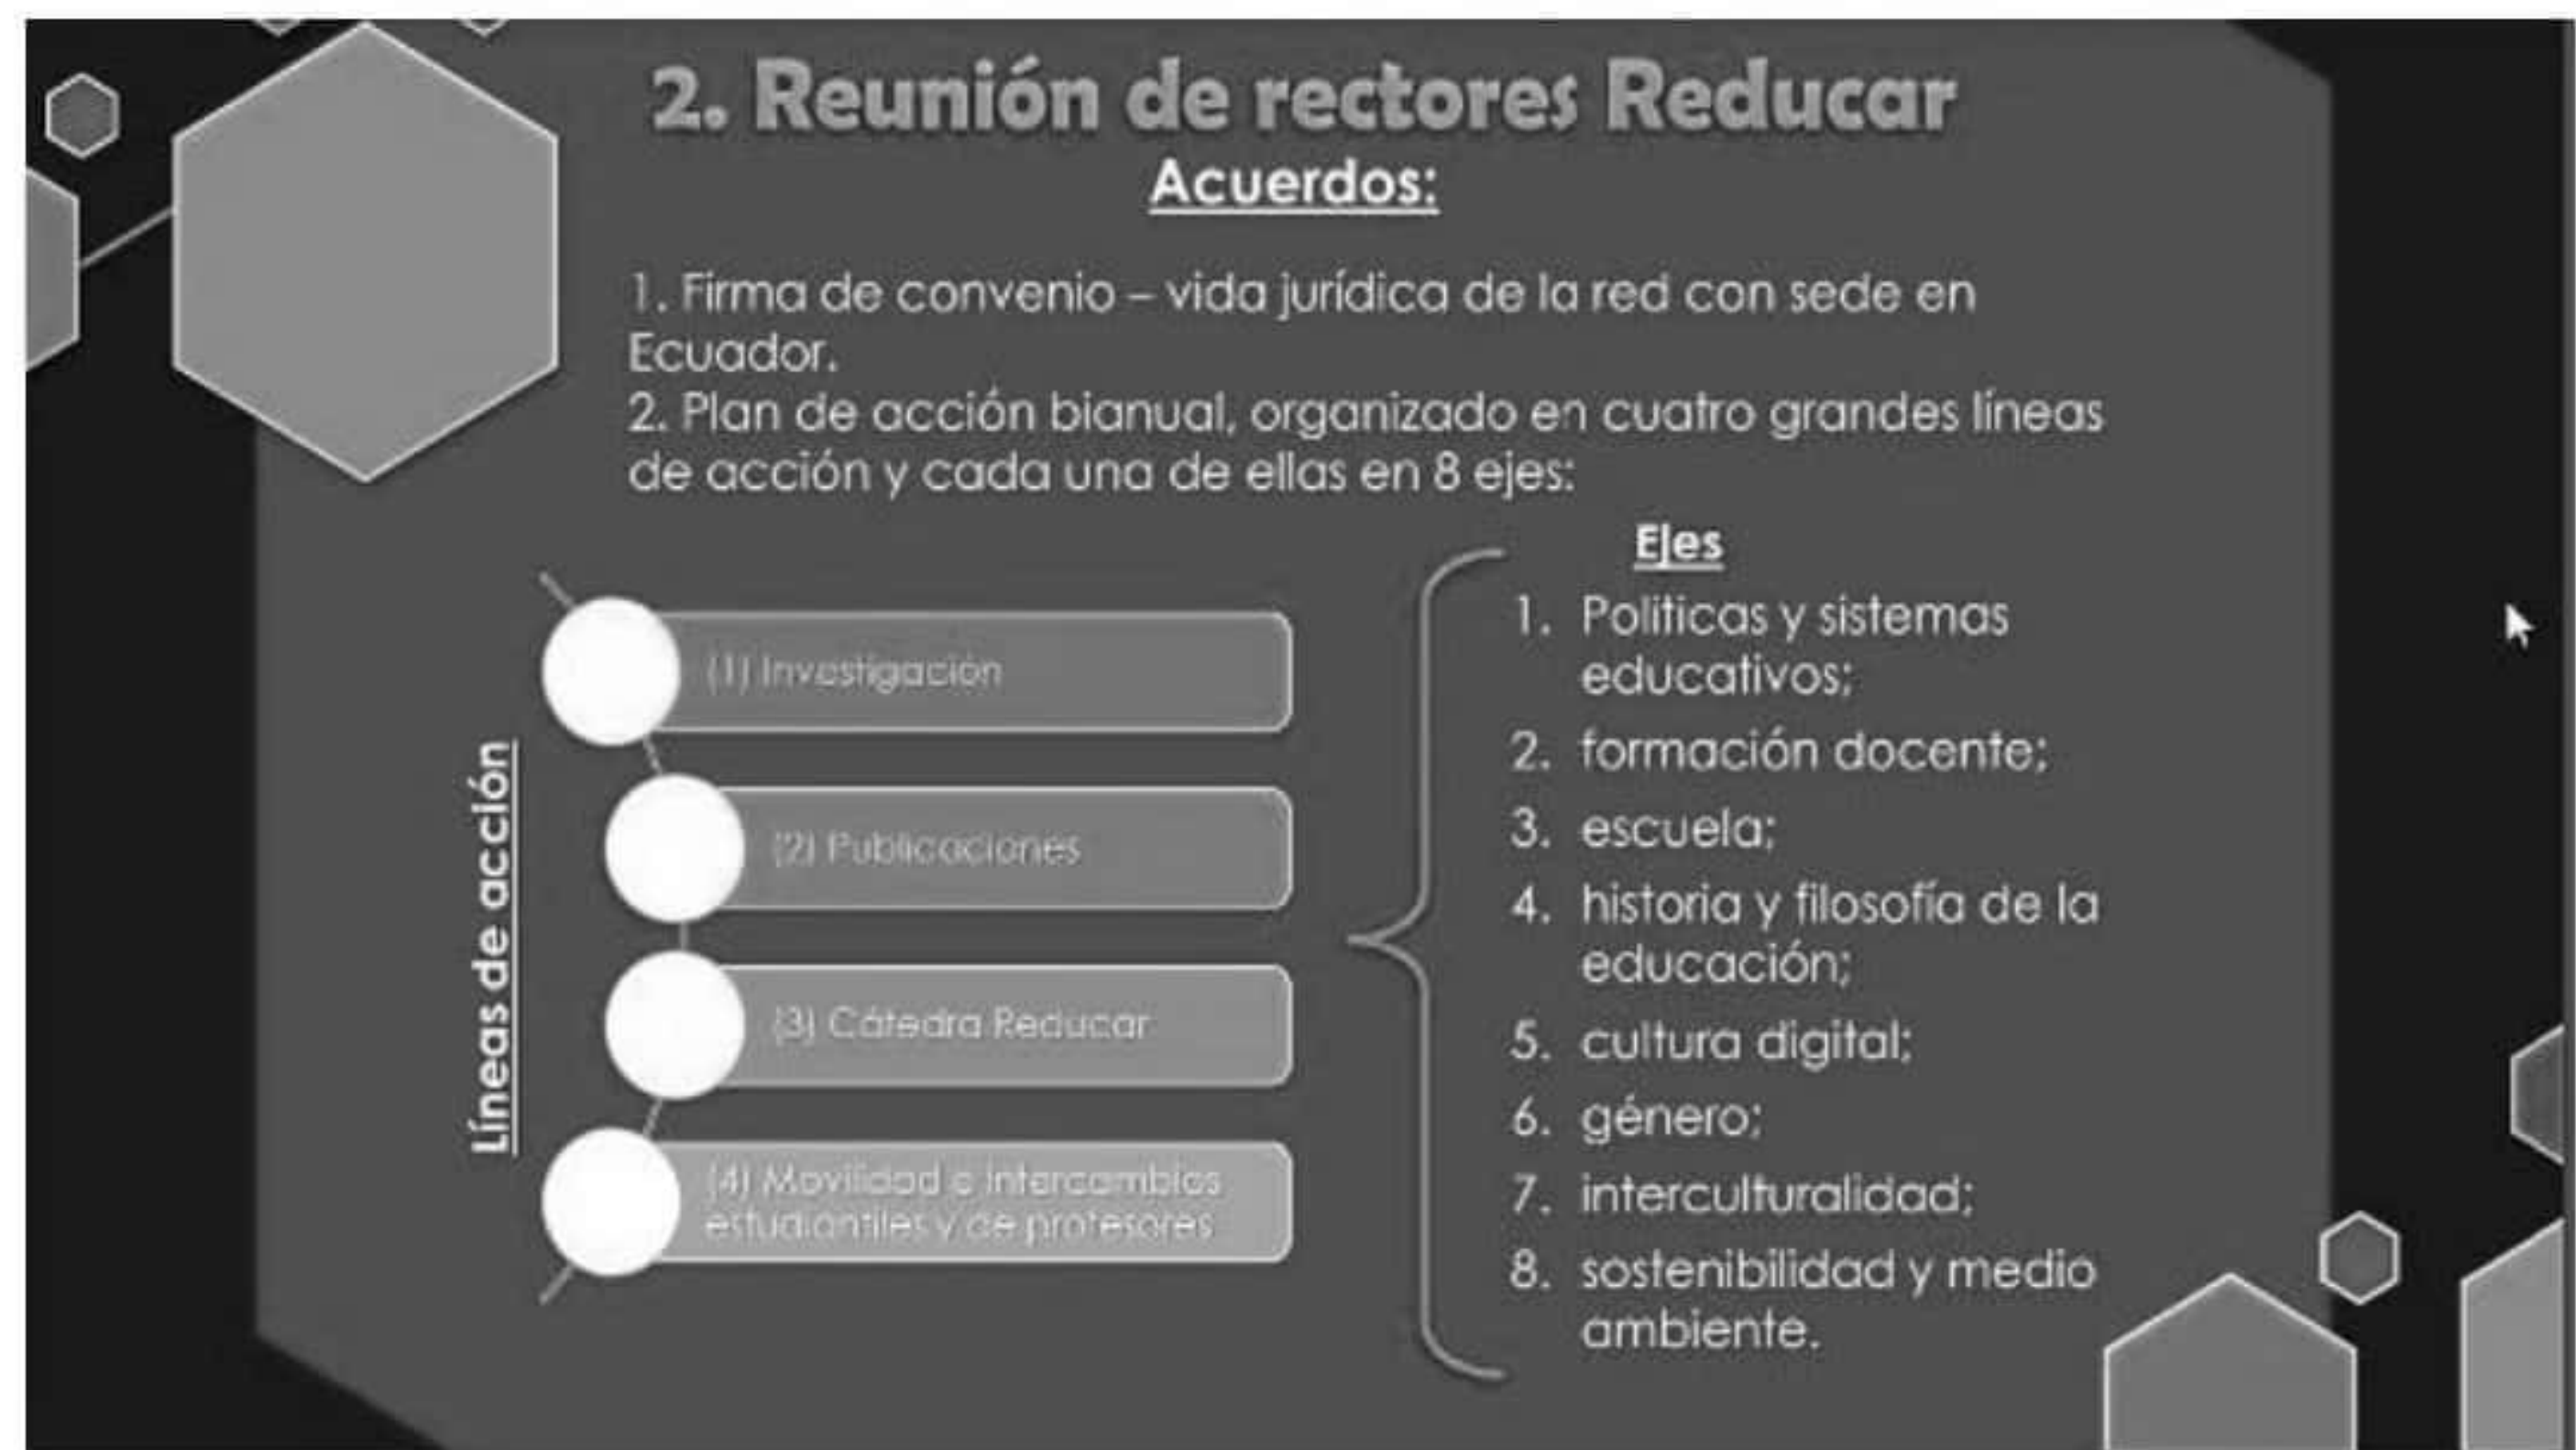 2. Reunión de rectores Reducar
Acuerdos:
1. Firma de convenio – vida jurídica de la red con sede en
Ecuador.
2. Plan de acción bianual, organizado en cuatro grandes líneas
de acción y cada una de ellas en 8 ejes:
Líneas de acción
(1) Investigación
(2) Publicaciones
(3) Cátedra Reducar
(4) Movilidad e intercambios
estudiantiles y de profesores
Ejes
1. Politicas y sistemas
educativos;
2. formación docente;
3. escuela;
4. historia y filosofía de la
educación;
5. cultura digital;
6. género;
7. interculturalidad;
8. sostenibilidad y medio
ambiente.